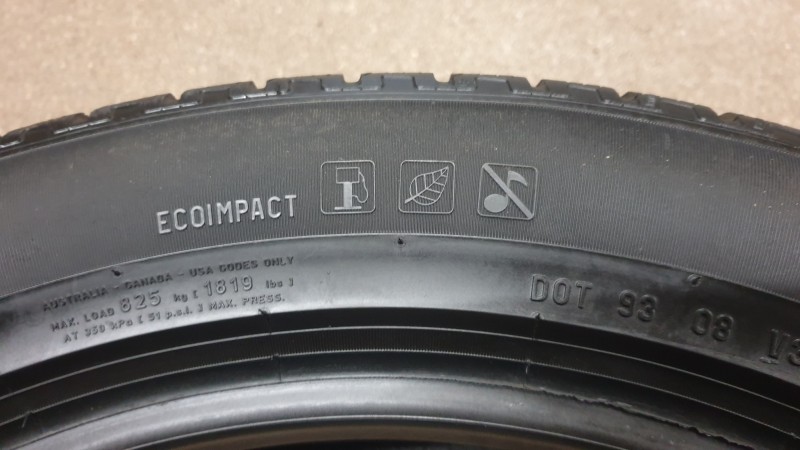 ECOIMPACT
AUSTRALIA - CANADA - USA CODES ONLY
MAX. LOAD 825 kg [ 1819 lbs ]
AT 350 kPa [ 51 p.s.i. ] MAX. PRESS.
DOT 93 08